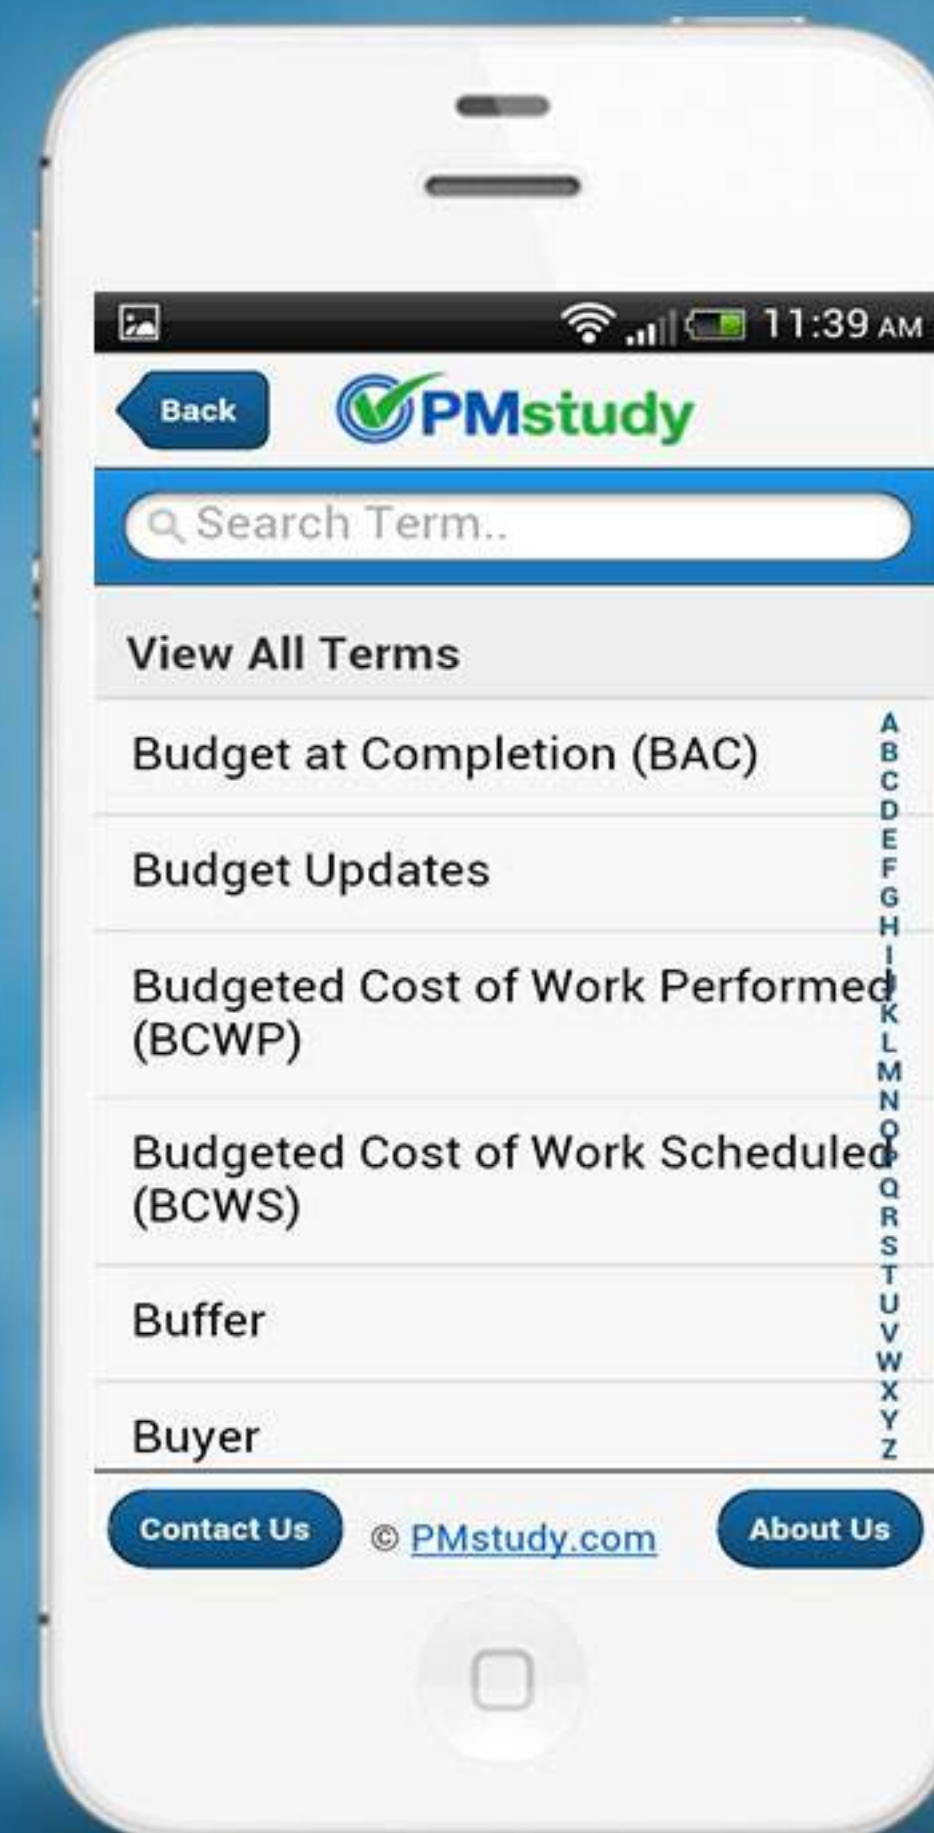 11:39 AM
Back
PMstudy
Search Term..
View All Terms
Budget at Completion (BAC)
Budget Updates
Budgeted Cost of Work Performed
(BCWP)
Budgeted Cost of Work Scheduled
(BCWS)
Buffer
Buyer
A
B
C
D
E
F
G
H
I
J
K
L
M
N
O
P
Q
R
S
T
U
V
W
X
Y
Z
Contact Us
© PMstudy.com
About Us